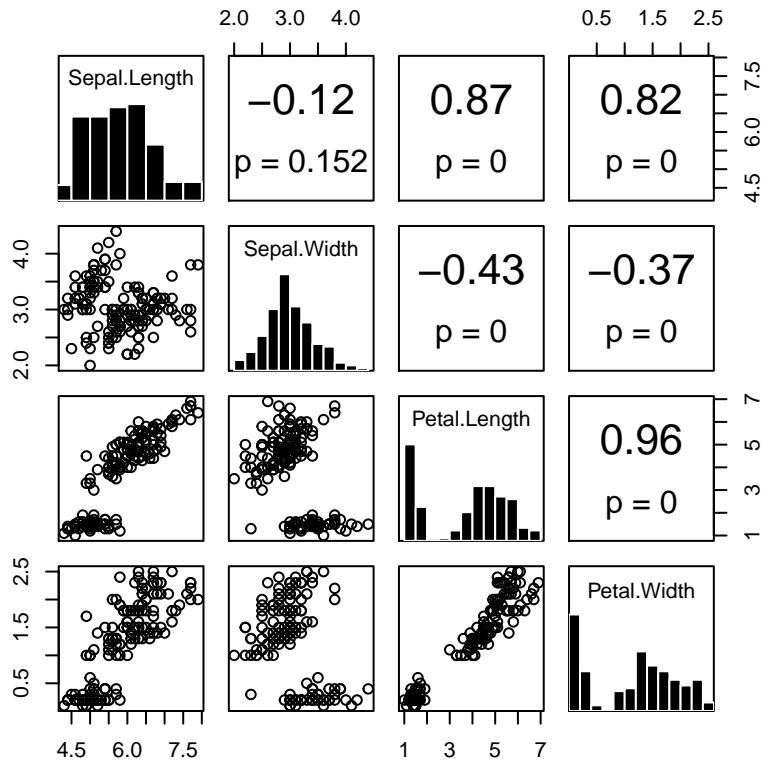 2.0 3.0 4.0
0.5 1.5 2.5
Sepal.Length
−0.12
p = 0.152
0.87
p = 0
0.82
p = 0
4.5 6.0 7.5
2.0 3.0 4.0
Sepal.Width
−0.43
p = 0
−0.37
p = 0
Petal.Length
0.96
p = 0
1 3 5 7
0.5 1.5 2.5
Petal.Width
4.5 6.0 7.5
1 3 5 7